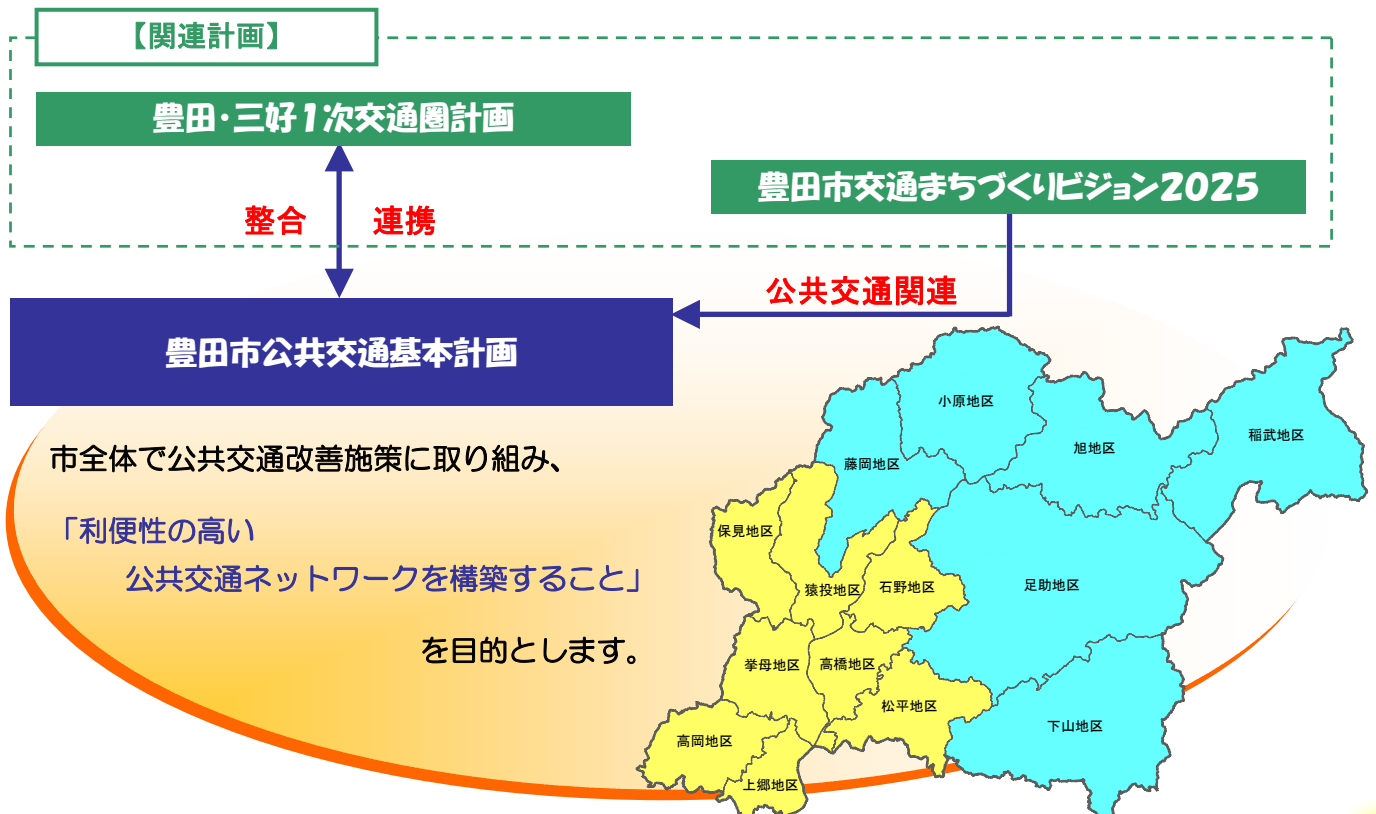 【関連計画】
豊田・三好1次交通圏計画
豊田市交通まちづくりビジョン2025
整合
連携
公共交通関連
豊田市公共交通基本計画
市全体で公共交通改善施策に取り組み、
「利便性の高い
公共交通ネットワークを構築すること」
を目的とします。
小原地区
稲武地区
旭地区
藤岡地区
保見地区
猿投地区
石野地区
足助地区
挙母地区
高橋地区
松平地区
下山地区
高岡地区
上郷地区